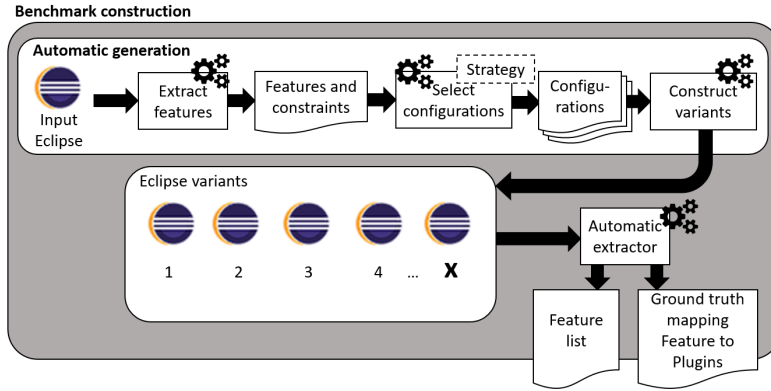 Benchmark construction
Automatic generation
Input
Eclipse
Extract
features
Features and
constraints
Strategy
Select
configurations
Configu-
rations
Construct
variants
Eclipse variants
1 2 3 4 ... X
Automatic
extractor
Feature
list
Ground truth
mapping
Feature to
Plugins